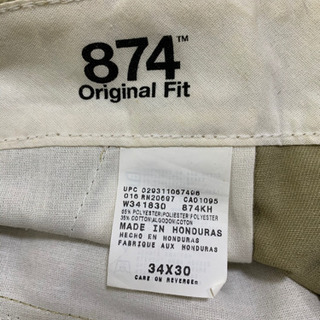 874™
Original Fit
UPC 029311067498
016 RN20697 CA01095
W341830 874KH
65% POLYESTER/POLIESTER/POLYESTER
35% COTTON/ALGODON/COTON
MADE IN HONDURAS
HECHO EN HONDURAS
FABRIQUE AUX HONDURAS
34X30
CARE ON REVERSE